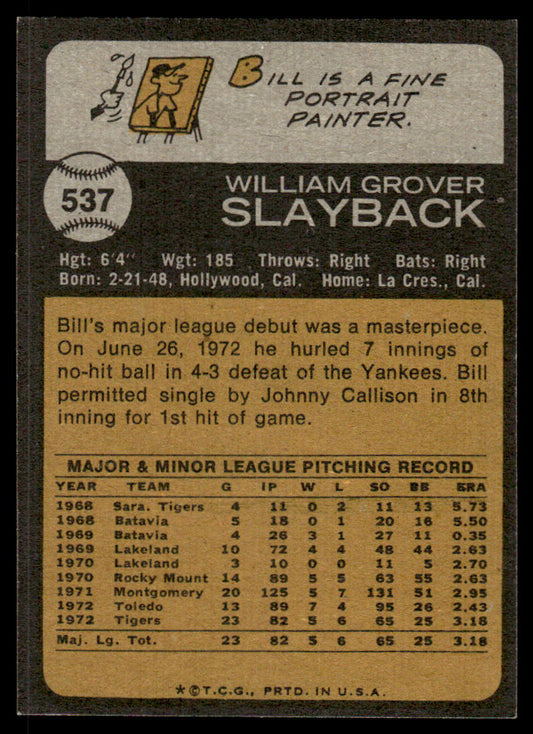 BILL IS A FINE
PORTRAIT
PAINTER.
537
WILLIAM GROVER
SLAYBACK
Hgt: 6'4" Wgt: 185 Throws: Right Bats: Right
Born: 2-21-48, Hollywood, Cal. Home: La Cres., Cal.
Bill's major league debut was a masterpiece.
On June 26, 1972 he hurled 7 innings of
no-hit ball in 4-3 defeat of the Yankees. Bill
permitted single by Johnny Callison in 8th
inning for 1st hit of game.
MAJOR & MINOR LEAGUE PITCHING RECORD
YEAR TEAM G IP W L SO BB ERA
1968 Sara. Tigers 4 11 0 2 11 13 5.73
1968 Batavia 5 18 0 1 20 16 5.50
1969 Batavia 4 26 3 1 27 11 0.35
1969 Lakeland 10 72 4 4 48 44 2.63
1970 Lakeland 3 10 0 0 11 5 2.70
1970 Rocky Mount 14 89 5 5 63 55 2.63
1971 Montgomery 20 125 5 7 131 51 2.95
1972 Toledo 13 89 7 4 95 26 2.43
1972 Tigers 23 82 5 6 65 25 3.18
Maj. Lg. Tot. 23 82 5 6 65 25 3.18
*©T.C.G., PRTD. IN U.S.A.